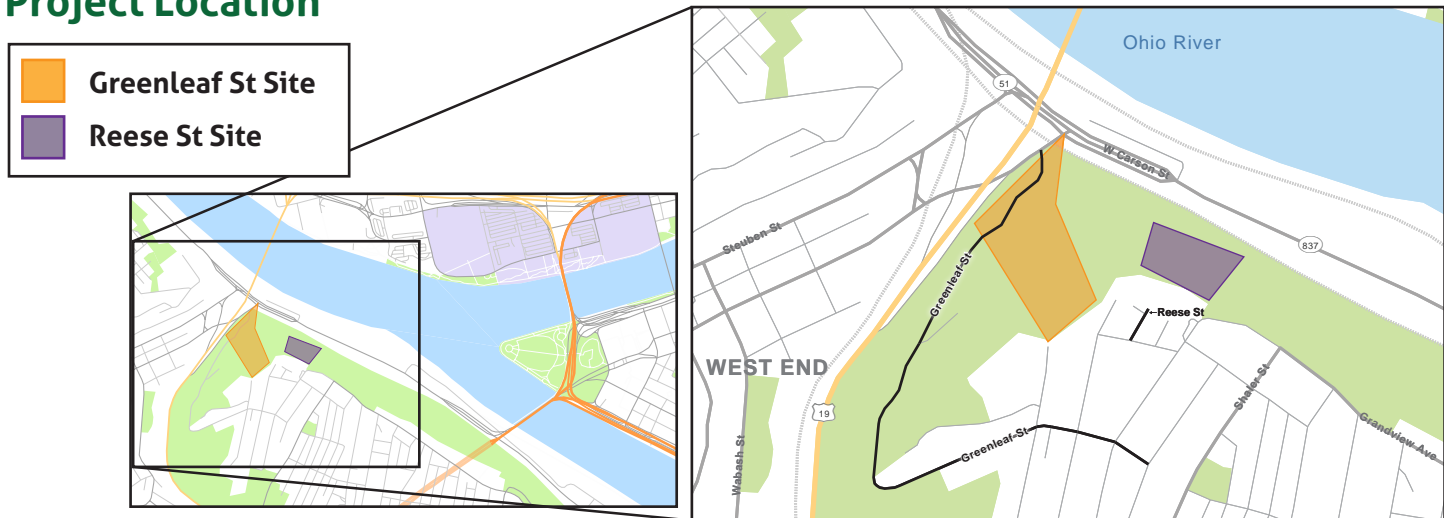 Project Location
Greenleaf St Site
Reese St Site
Ohio River
51
W Carson St
Steuben St
837
Greenleaf St
←Reese St
WEST END
19
Shaler St
Grandview Ave
Greenleaf St
Wabash St